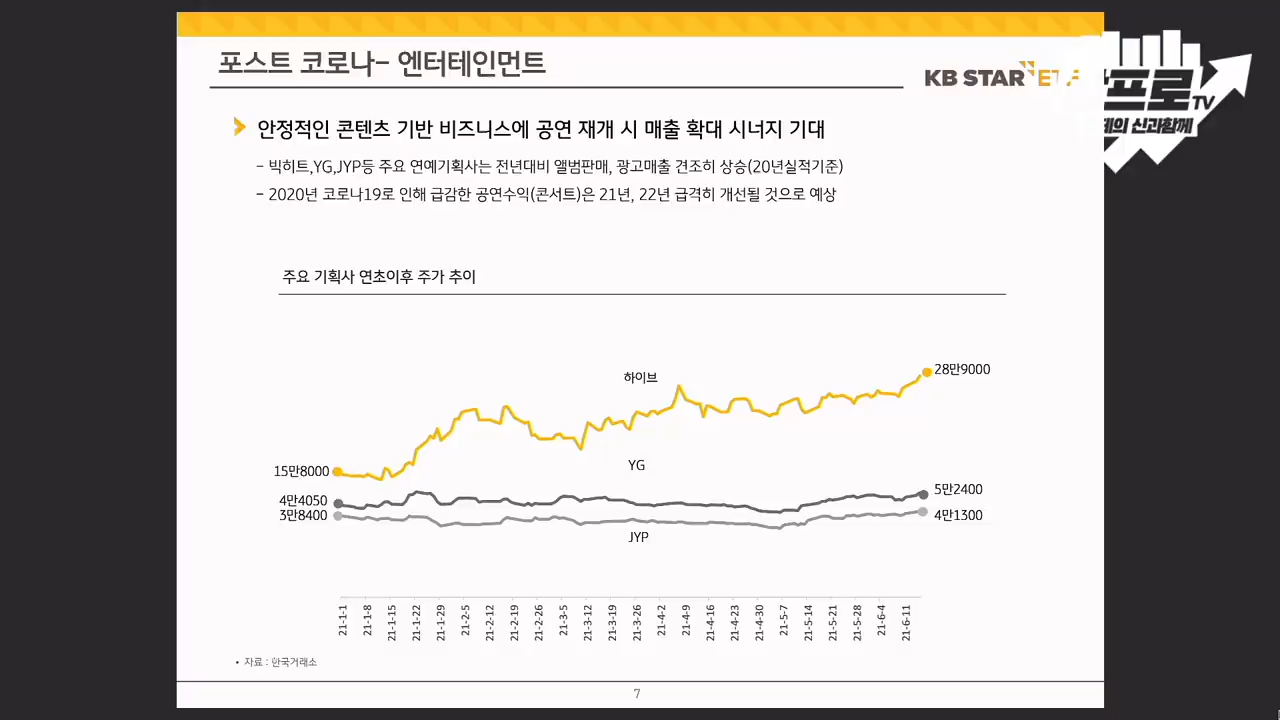 포스트 코로나- 엔터테인먼트
KB STAR ETF
프로TV
의 신과함께
안정적인 콘텐츠 기반 비즈니스에 공연 재개 시 매출 확대 시너지 기대
- 빅히트,YG,JYP등 주요 연예기획사는 전년대비 앨범판매, 광고매출 견조히 상승(20년실적기준)
- 2020년 코로나19로 인해 급감한 공연수익(콘서트)은 21년, 22년 급격히 개선될 것으로 예상
주요 기획사 연초이후 주가 추이
하이브
28만9000
15만8000
YG
4만4050
5만2400
3만8400
4만1300
JYP
21-1-1
21-1-8
21-1-15
21-1-22
21-1-29
21-2-5
21-2-12
21-2-19
21-2-26
21-3-5
21-3-12
21-3-19
21-3-26
21-4-2
21-4-9
21-4-16
21-4-23
21-4-30
21-5-7
21-5-14
21-5-21
21-5-28
21-6-4
21-6-11
• 자료 : 한국거래소
7